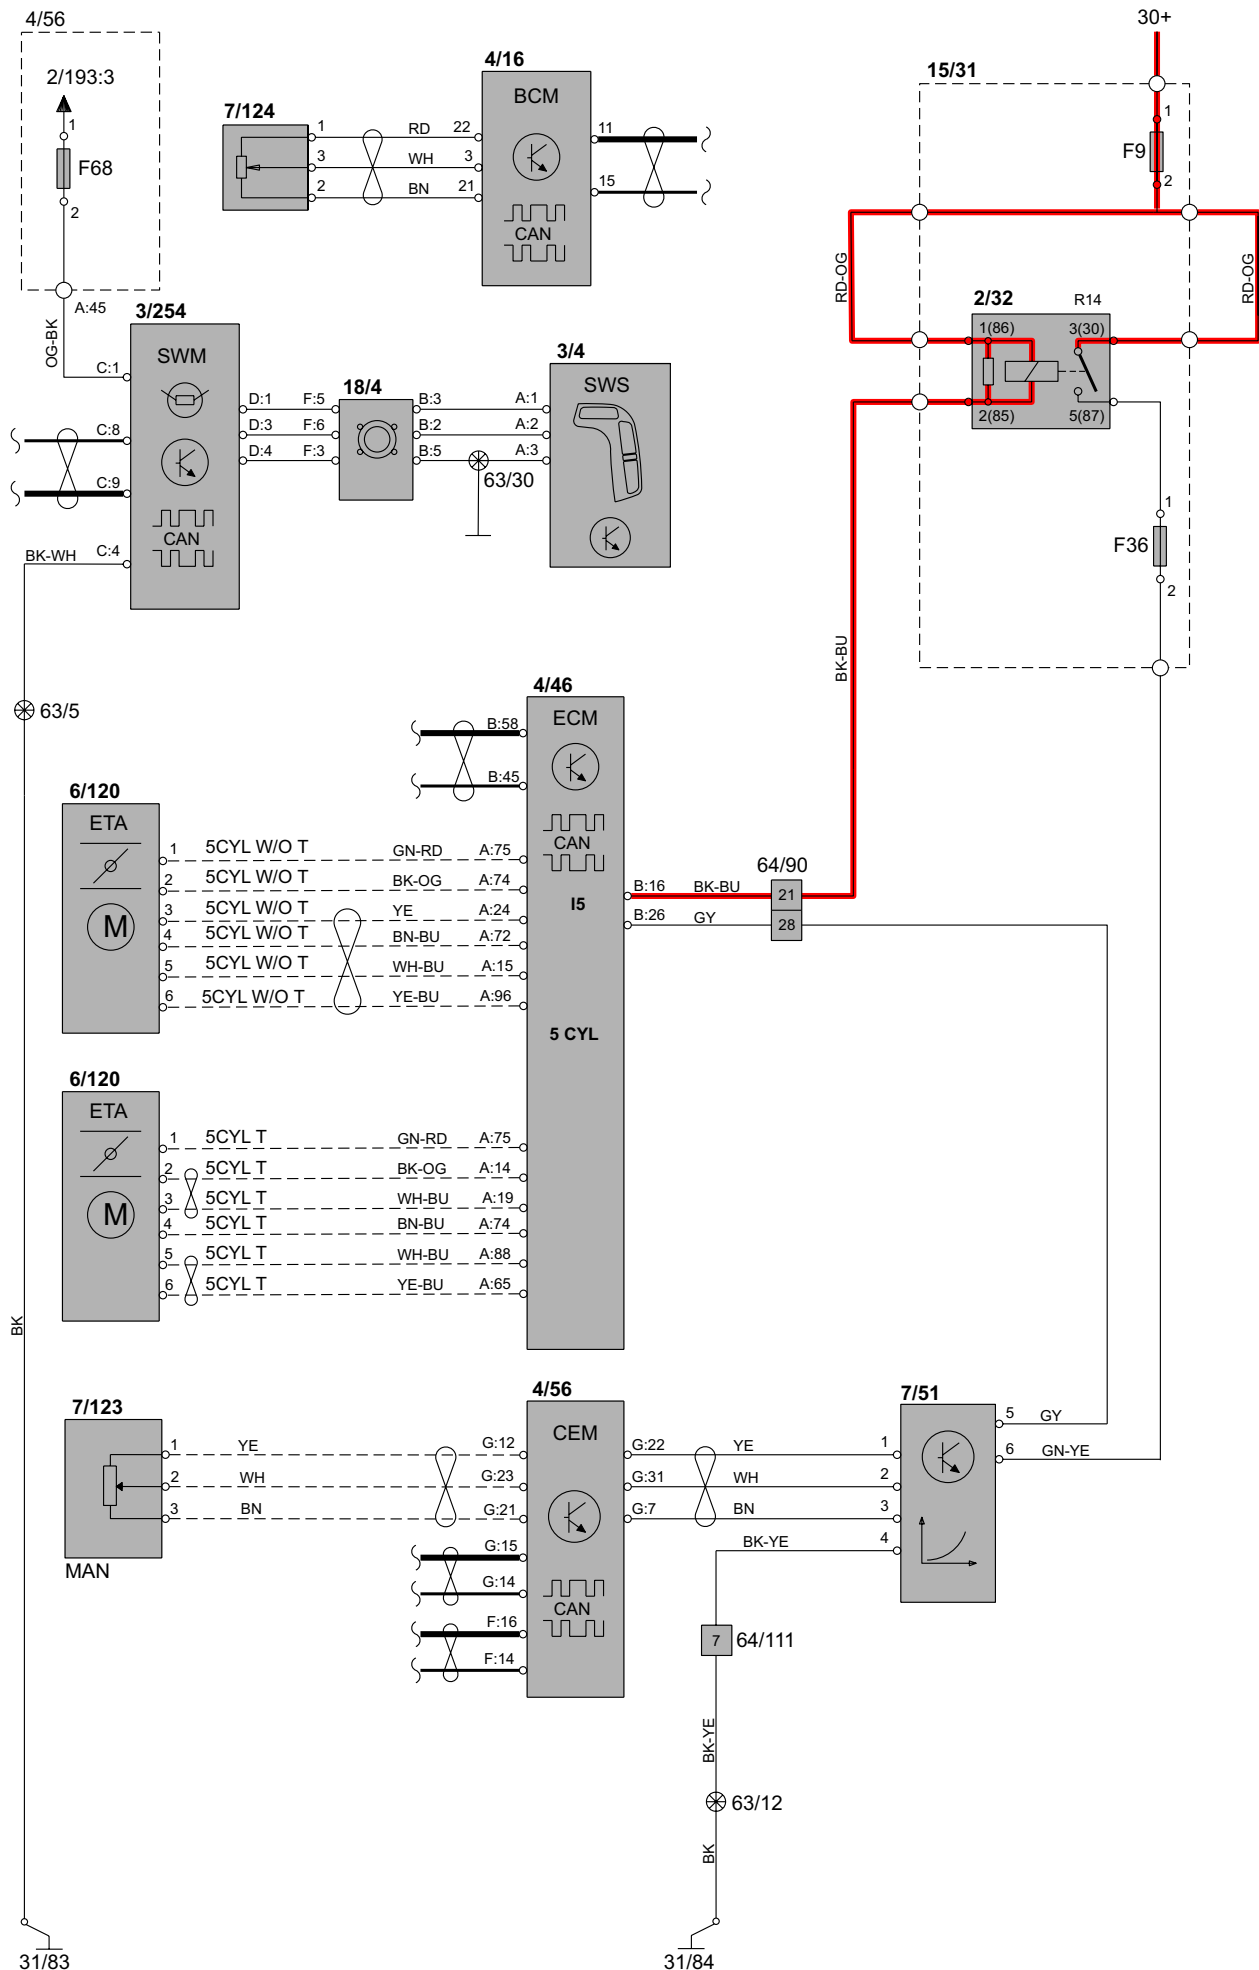 4/56
30+
2/193:3
1
F68
2
A:45
OG-BK
4/16
BCM
7/124
1 RD 22
3 WH 3
2 BN 21
11
15
CAN
15/31
1
F9
2
RD-OG
RD-OG
2/32 R14
1(86) 3(30)
2(85) 5(87)
1
F36
2
BK-BU
3/254
SWM
C:1
C:8
C:9
CAN
BK-WH C:4
D:1 F:5
D:3 F:6
D:4 F:3
18/4
B:3 A:1
B:2 A:2
B:5 A:3
63/30
3/4
SWS
63/5
4/46
ECM
B:58
B:45
CAN
I5
5 CYL
6/120
ETA
M
1 5CYL W/O T GN-RD A:75
2 5CYL W/O T BK-OG A:74
3 5CYL W/O T YE A:24
4 5CYL W/O T BN-BU A:72
5 5CYL W/O T WH-BU A:15
6 5CYL W/O T YE-BU A:96
64/90
B:16 BK-BU 21
B:26 GY 28
6/120
ETA
M
1 5CYL T GN-RD A:75
2 5CYL T BK-OG A:14
3 5CYL T WH-BU A:19
4 5CYL T BN-BU A:74
5 5CYL T WH-BU A:88
6 5CYL T YE-BU A:65
BK
7/123
1 YE G:12
2 WH G:23
3 BN G:21
MAN
4/56
CEM
G:15
G:14
CAN
F:16
F:14
G:22 YE 1
G:31 WH 2
G:7 BN 3
BK-YE 4
7/51
5 GY
6 GN-YE
7 64/111
BK-YE
63/12
BK
31/83
31/84